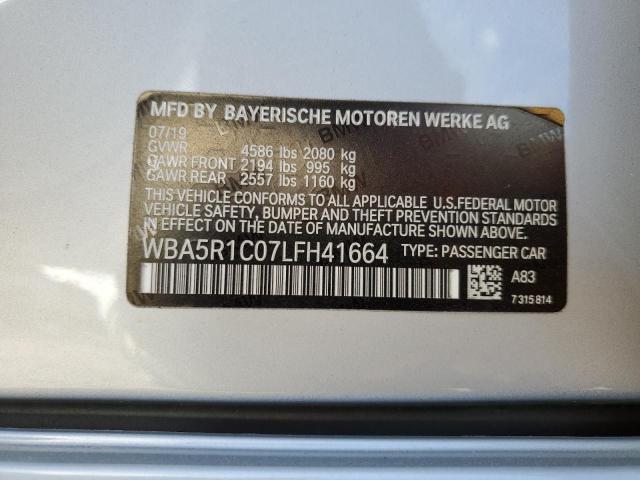 MFD BY BAYERISCHE MOTOREN WERKE AG
07/19
GVWR 4586 lbs 2080 kg
GAWR FRONT 2194 lbs 995 kg
GAWR REAR 2557 lbs 1160 kg
THIS VEHICLE CONFORMS TO ALL APPLICABLE U.S.FEDERAL MOTOR
VEHICLE SAFETY, BUMPER AND THEFT PREVENTION STANDARDS
IN EFFECT ON THE DATE OF MANUFACTURE SHOWN ABOVE.
WBA5R1C07LFH41664 TYPE: PASSENGER CAR
A83
7315814